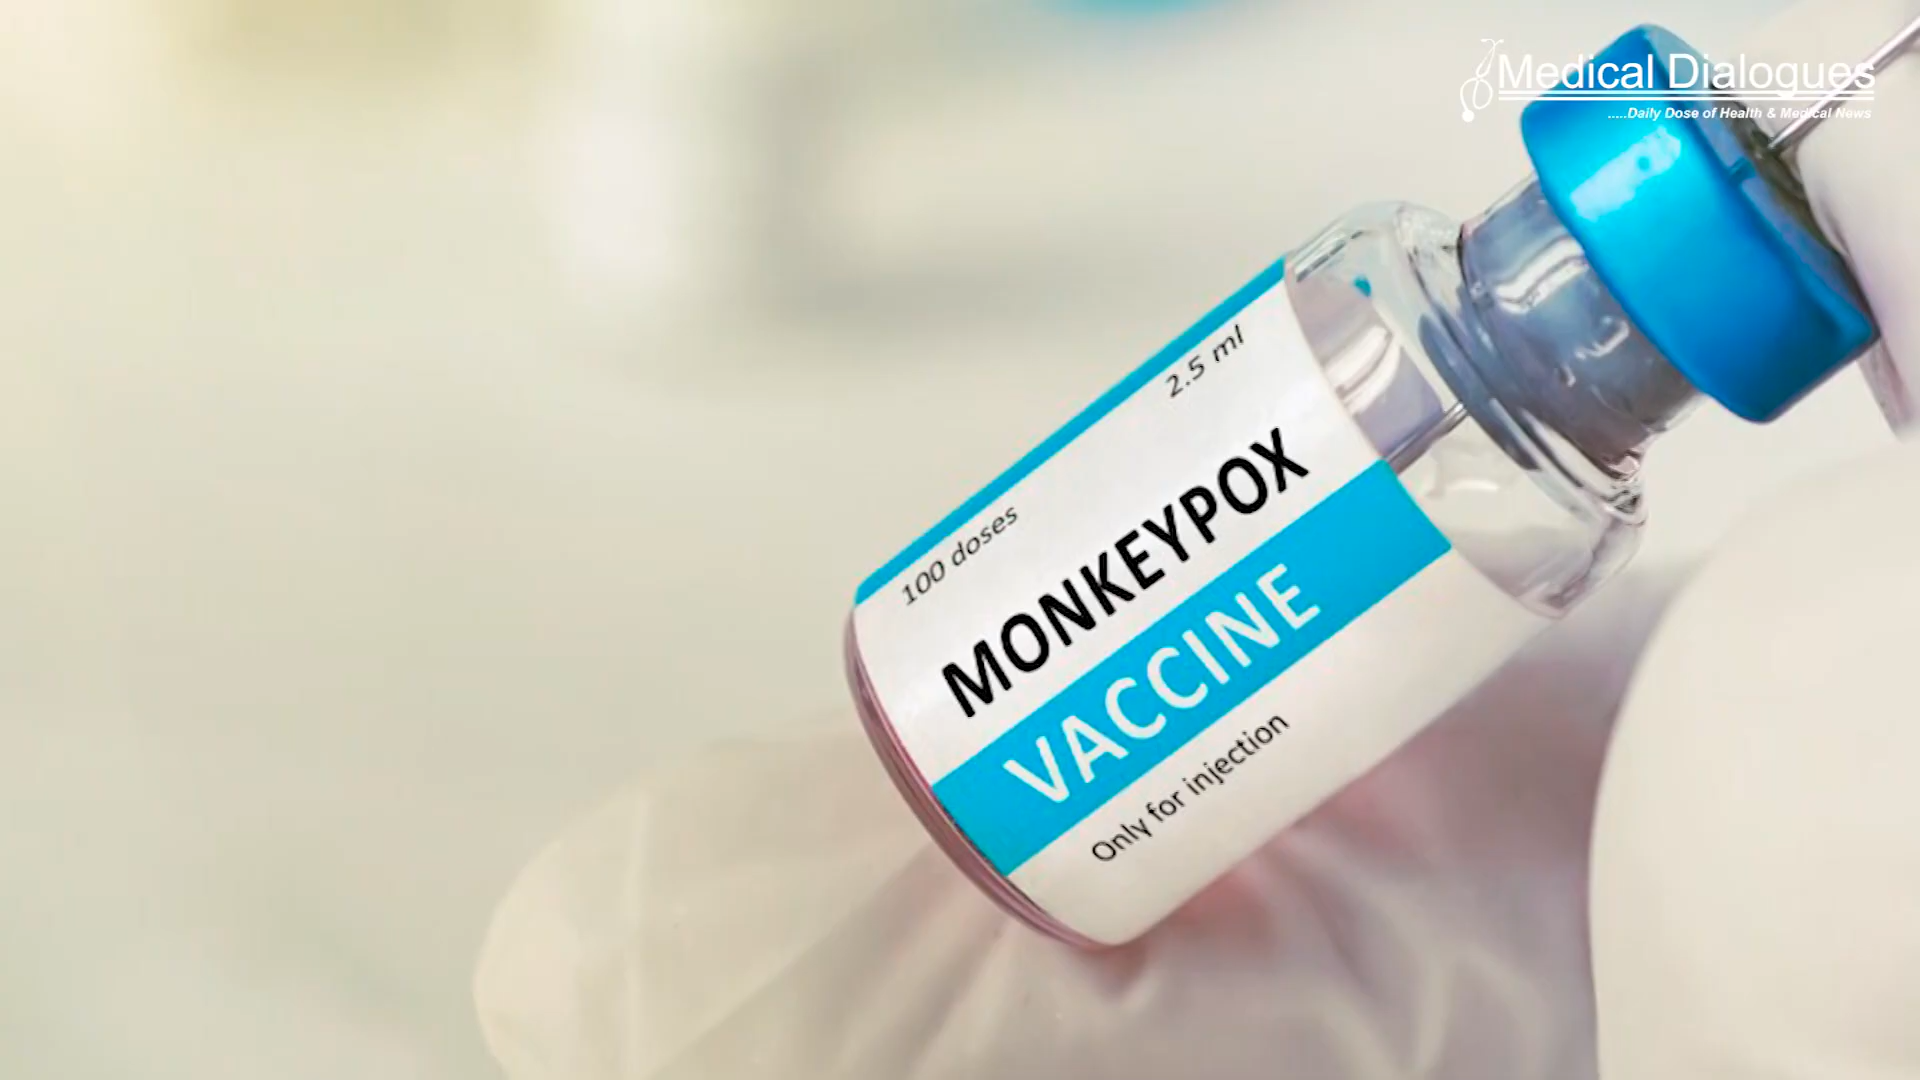 Medical Dialogues
.....Daily Dose of Health & Medical News
100 doses
2.5 ml
MONKEYPOX
VACCINE
Only for injection